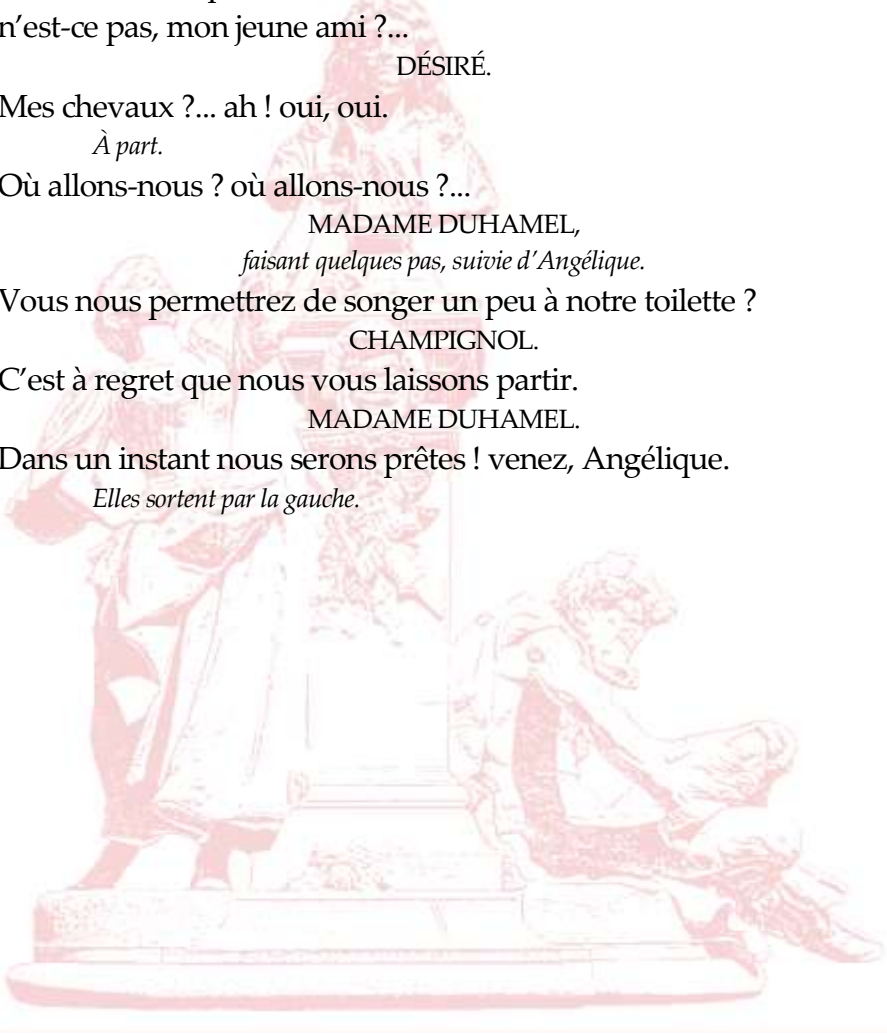 n’est-ce pas, mon jeune ami ?...
DÉSIRÉ.
Mes chevaux ?... ah ! oui, oui.
À part.
Où allons-nous ? où allons-nous ?...
MADAME DUHAMEL,
faisant quelques pas, suivie d’Angélique.
Vous nous permettrez de songer un peu à notre toilette ?
CHAMPIGNOL.
C’est à regret que nous vous laissons partir.
MADAME DUHAMEL.
Dans un instant nous serons prêtes ! venez, Angélique.
Elles sortent par la gauche.